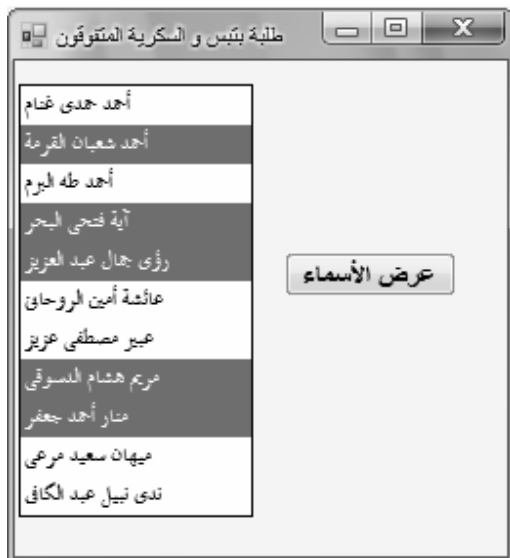 طلبة بتبس و السكرية المتفوقون
أحمد حمدى غنام
أحمد شعبان القرمة
أحمد طه البرم
آية فتحى البحر
رؤى جمال عبد العزيز
عرض الأسماء
عائشة أمين الروحانى
عبير مصطفى عزيز
مريم هشام الدسوقى
منار أحمد جعفر
ميهان سعيد مرعى
ندى نبيل عبد الكافى